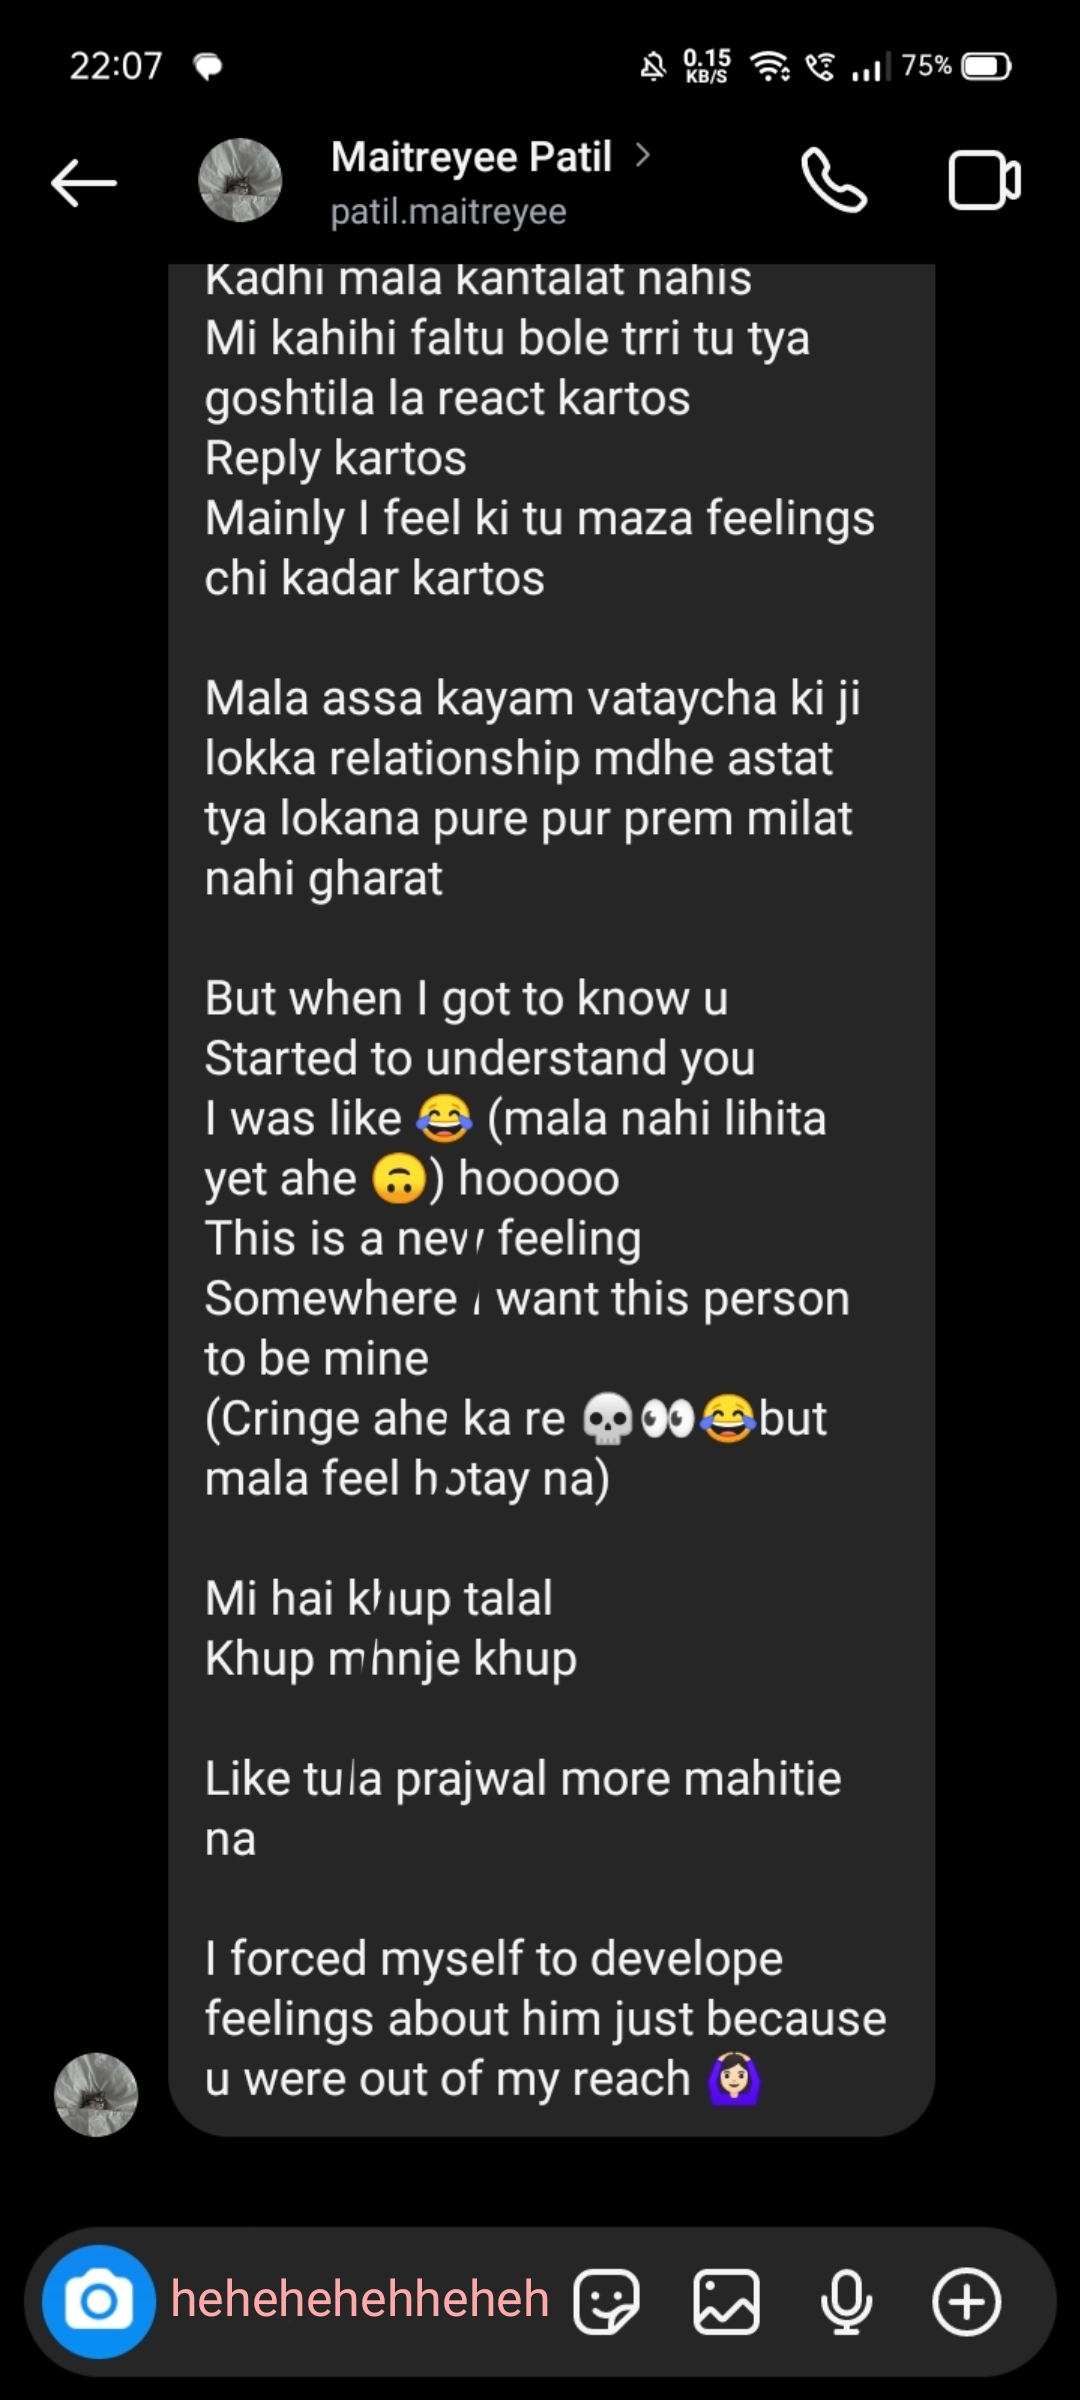 22:07
0.15
KB/S
75%
Maitreyee Patil
patil.maitreyee
Kadhi mala kantalat nahis
Mi kahihi faltu bole trri tu tya
goshtila la react kartos
Reply kartos
Mainly I feel ki tu maza feelings
chi kadar kartos
Mala assa kayam vataycha ki ji
lokka relationship mdhe astat
tya lokana pure pur prem milat
nahi gharat
But when I got to know u
Started to understand you
I was like 😂 (mala nahi lihita
yet ahe 🙃) hooooo
This is a new feeling
Somewhere I want this person
to be mine
(Cringe ahe ka re 💀👀😂but
mala feel hotay na)
Mi hai khup talal
Khup mhnje khup
Like tula prajwal more mahitie
na
I forced myself to develope
feelings about him just because
u were out of my reach 🙆🏻‍♀️
hehehehehheheh